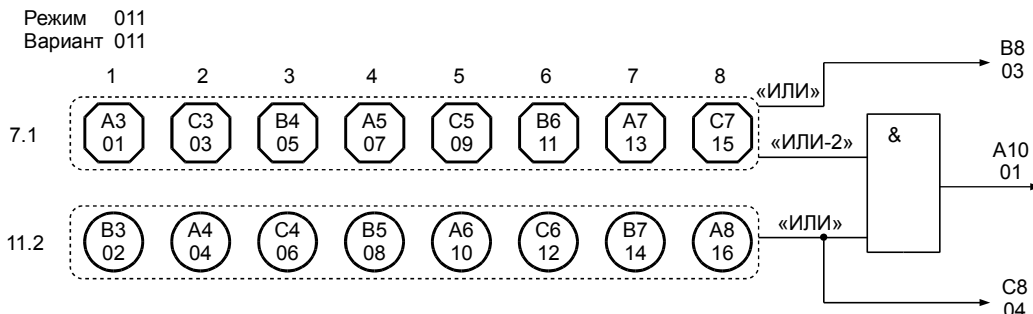 Режим 011
Вариант 011
1 2 3 4 5 6 7 8
7.1
A3 C3 B4 A5 C5 B6 A7 C7
01 03 05 07 09 11 13 15
«ИЛИ»
B8
03
«ИЛИ-2»
&
A10
01
11.2
B3 A4 C4 B5 A6 C6 B7 A8
02 04 06 08 10 12 14 16
«ИЛИ»
C8
04